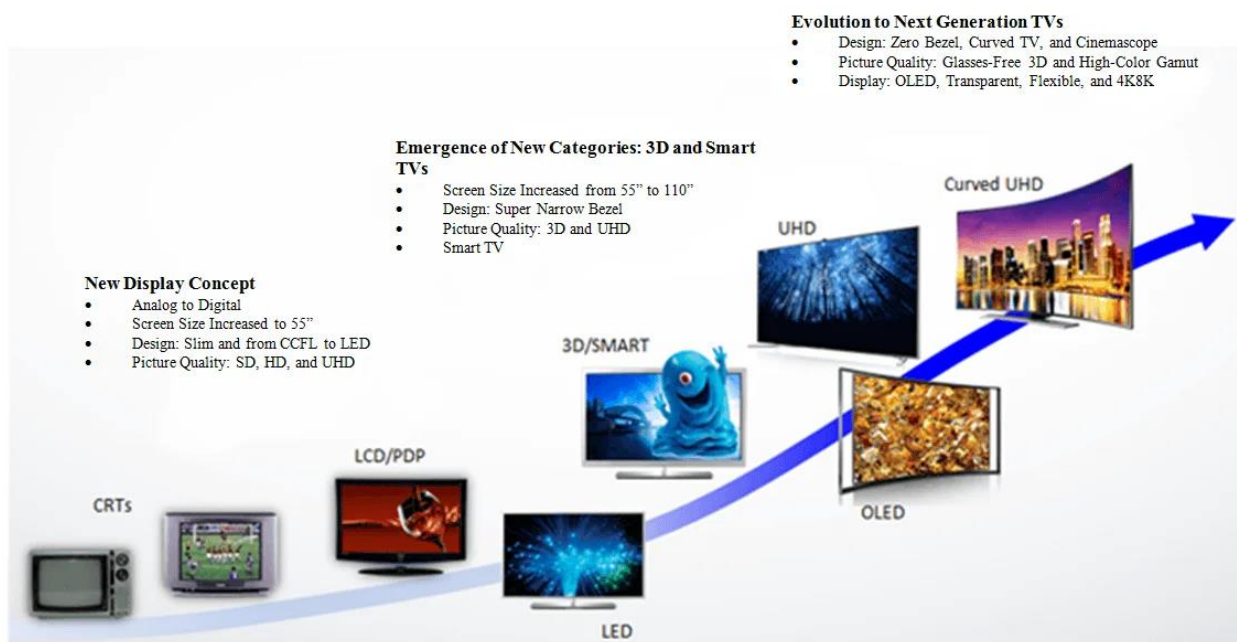 Evolution to Next Generation TVs
• Design: Zero Bezel, Curved TV, and Cinemascope
• Picture Quality: Glasses-Free 3D and High-Color Gamut
• Display: OLED, Transparent, Flexible, and 4K8K
Emergence of New Categories: 3D and Smart
TVs
• Screen Size Increased from 55” to 110”
• Design: Super Narrow Bezel
• Picture Quality: 3D and UHD
• Smart TV
New Display Concept
• Analog to Digital
• Screen Size Increased to 55”
• Design: Slim and from CCFL to LED
• Picture Quality: SD, HD, and UHD
Curved UHD
UHD
3D/SMART
LCD/PDP
CRTs
OLED
LED